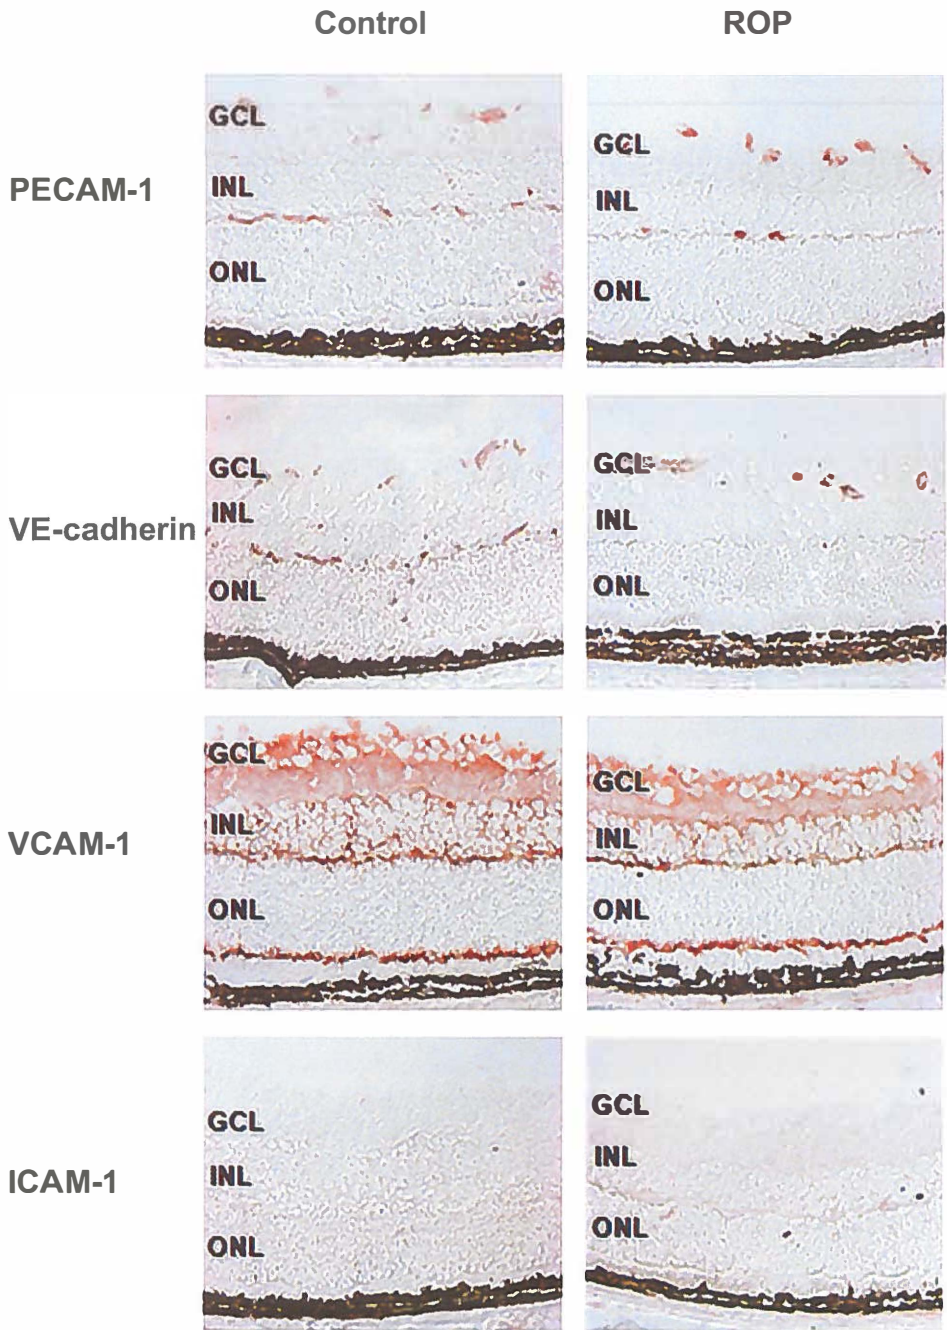 Control ROP
PECAM-1
GCL
INL
ONL
GCL
INL
ONL
VE-cadherin
GCL
INL
ONL
GCL
INL
ONL
VCAM-1
GCL
INL
ONL
GCL
INL
ONL
ICAM-1
GCL
INL
ONL
GCL
INL
ONL